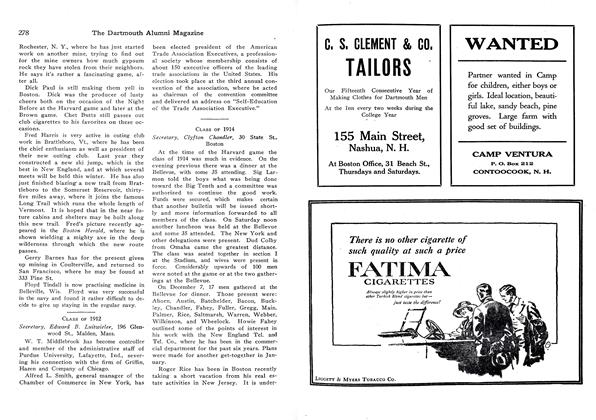 278 The Dartmouth Alumni Magazine
Rochester, N. Y., where he has just started
work on another mine, trying to find out
for the mine owners how much gypsum
rock they have stolen from their neighbors.
He says it's rather a fascinating game, af-
ter all.
Dick Paul is still making them yell in
Boston. Dick was the producer of lusty
cheers both on the occasion of the Night
Before at the Harvard game and later at the
Brown game. Chet Butts still passes out
club cigarettes to his favorites on these oc-
casions.
Fred Harris is very active in outing club
work in Brattleboro, Vt., where he has been
the chief enthusiasm as well as president of
their new outing club. Last year they
constructed a new ski jump, which is the
best in New England, and at which several
meets will be held this winter. He has also
just finished blazing a new trail from Bratt-
leboro to the Somerset Reservoir, thirty-
five miles away, where it joins the famous
Long Trail which runs the whole length of
Vermont. It is hoped that in the near fu-
ture cabins and shelters may be built along
this new trail. Fred's picture recently ap-
peared in the Boston Herald, where he is
shown wielding a mighty axe in the deep
wilderness through which the new route
passes.
Gerry Barnes has for the present given
up mining in Coulterville, and returned to
San Francisco, where he may be found at
333 Pine St.
Floyd Tindell is now practising medicine in
Belleville, Wis. Floyd was very successful
in the navy and found it rather difficult to de-
cide to give up staying in the regular navy.
CLASS OF 1912
Secretary, Edward B. Luitwieler, 196 Glen-
wood St., Malden, Mass.
W. T. Middlebrook has become controller
and member of the administrative staff of
Purdue University, Lafayette, Ind., sever-
ing his connection with the firm of Griffin,
Haren and Company of Chicago.
Alfred L. Smith, general manager of the
Chamber of Commerce in New York, has
been elected president of the American
Trade Association Executives, a profession-
al society whose membership consists of
about 150 executive officers of the leading
trade associations in the United States. His
election took place at the third annual con-
vention of the association, where he acted
as chairman of the convention committee
and delivered an address on "Self-Education
of the Trade Association Executive."
CLASS OF 1914
Secretary, Clyfton Chandler, 30 State St.,
Boston
At the time of the Harvard game the
class of 1914 was much in evidence. On the
evening previous there was a dinner at the
Bellevue, with some 35 attending. Sig Lar-
mon told the boys what was being done
toward the Big Tenth and a committee was
authorized to continue the good work.
Funds were secured, which makes certain
that another bulletin will be issued short-
ly and more information forwarded to all
members of the class. On Saturday noon
another luncheon was held at the Bellevue
and some 35 attended. The New York and
other delegations were present. Dod Colby
from Omaha came the greatest distance.
The class was seated together in section I
at the Stadium, and wives were present in
force. Considerably upwards of 100 men
were noted at the game or at the two gather-
ings at the Bellevue.
On December 7, 17 men gathered at the
Bellevue for dinner. Those present were:
Ahorn, Austin, Batchelder, Bacon, Buck-
ley, Chandler, Fahey, Fuller, Gregg, Main,
Palmer, Rice, Saltmarsh, Warren, Webber,
Wilkinson, and Wheelock. Howie Fahey
outlined some of the points of interest in
his work with the New England Tel. and
Tel. Co., where he has been in the commer-
cial department for the past six years. Plans
were made for another get-together in Jan-
uary.
Roger Rice has been in Boston recently
taking a short vacation from his real es-
tate activities in New Jersey. It is under-
C. S. CLEMENT & CO.
TAILORS
Our Fifteenth Consecutive Year of
Making Clothes for Dartmouth Men
At the Inn every two weeks during the
College Year
155 Main Street,
Nashua, N. H.
At Boston Office, 31 Beach St.,
Thursdays and Saturdays.
WANTED
Partner wanted in Camp
for children, either boys or
girls. Ideal location, beauti-
ful lake, sandy beach, pine
groves. Large farm with
good set of buildings.
CAMP VENTURA
P. O. Box 212
CONTOOCOOK, N. H.
There is no other cigarette of
such quality at such a price
FATIMA
CIGARETTES
Always slightly higher in price than
other Turkish Blend cigarettes but—
just taste the difference!
LIGGETT & MYERS TOBACCO CO.